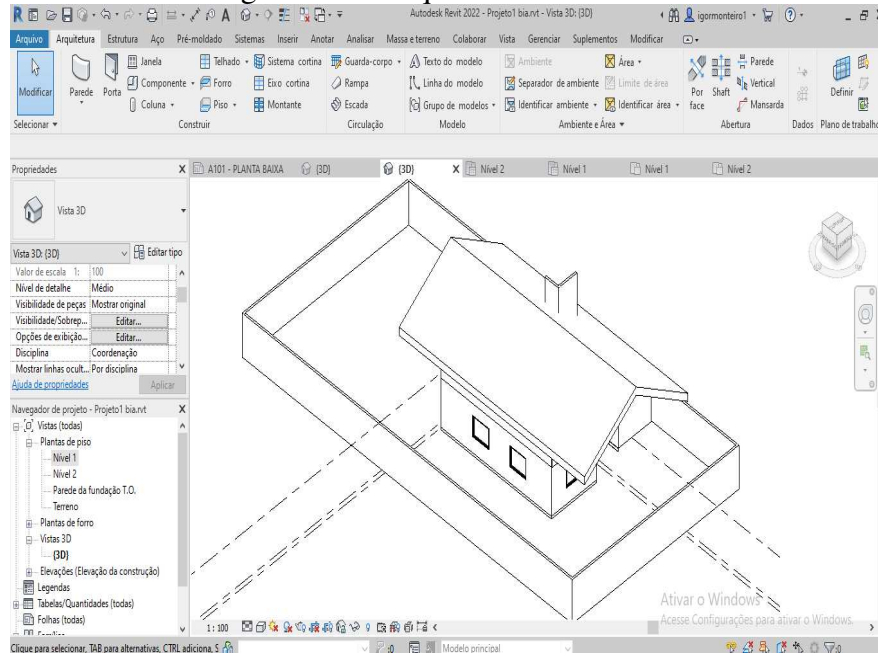 Autodesk Revit 2022 - Projeto1 bia.rvt - Vista 3D: {3D}
igormonteiro1
Arquivo Arquitetura Estrutura Aço Pré-moldado Sistemas Inserir Anotar Analisar Massa e terreno Colaborar Vista Gerenciar Suplementos Modificar
Janela Telhado Sistema cortina Guarda-corpo Texto do modelo Ambiente Área Parede
Modificar Parede Porta Componente Forro Eixo cortina Rampa Linha do modelo Separador de ambiente Limite de área Por face Shaft Vertical Definir
Coluna Piso Montante Escada Grupo de modelos Identificar ambiente Identificar área Mansarda
Selecionar Construir Circulação Modelo Ambiente e Área Abertura Dados Plano de trabalho
Propriedades X A101 - PLANTA BAIXA {3D} {3D} X Nível 2 Nível 1 Nível 1 Nível 2
Vista 3D
Vista 3D: {3D} Editar tipo
Valor de escala 1: 100
Nível de detalhe Médio
Visibilidade de peças Mostrar original
Visibilidade/Sobrep... Editar...
Opções de exibição... Editar...
Disciplina Coordenação
Mostrar linhas ocult... Por disciplina
Ajuda de propriedades Aplicar
Navegador de projeto - Projeto1 bia.rvt X
Vistas (todas)
Plantas de piso
Nível 1
Nível 2
Parede da fundação T.O.
Terreno
Plantas de forro
Vistas 3D
{3D}
Elevações (Elevação da construção)
Legendas
Tabelas/Quantidades (todas)
Folhas (todas)
1 : 100
Ativar o Windows
Acesse Configurações para ativar o Windows.
Clique para selecionar, TAB para alternativas, CTRL adiciona, S :0 Modelo principal